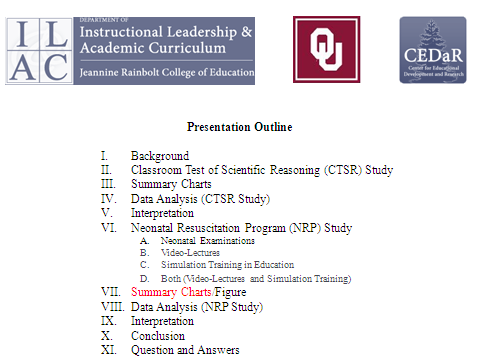 DEPARTMENT OF
I L
A C
Instructional Leadership &
Academic Curriculum
Jeannine Rainbolt College of Education
OU
CEDaR
Center for Educational
Development and Research
Presentation Outline
I. Background
II. Classroom Test of Scientific Reasoning (CTSR) Study
III. Summary Charts
IV. Data Analysis (CTSR Study)
V. Interpretation
VI. Neonatal Resuscitation Program (NRP) Study
A. Neonatal Examinations
B. Video-Lectures
C. Simulation Training in Education
D. Both (Video-Lectures and Simulation Training)
VII. Summary Charts/Figure
VIII. Data Analysis (NRP Study)
IX. Interpretation
X. Conclusion
XI. Question and Answers